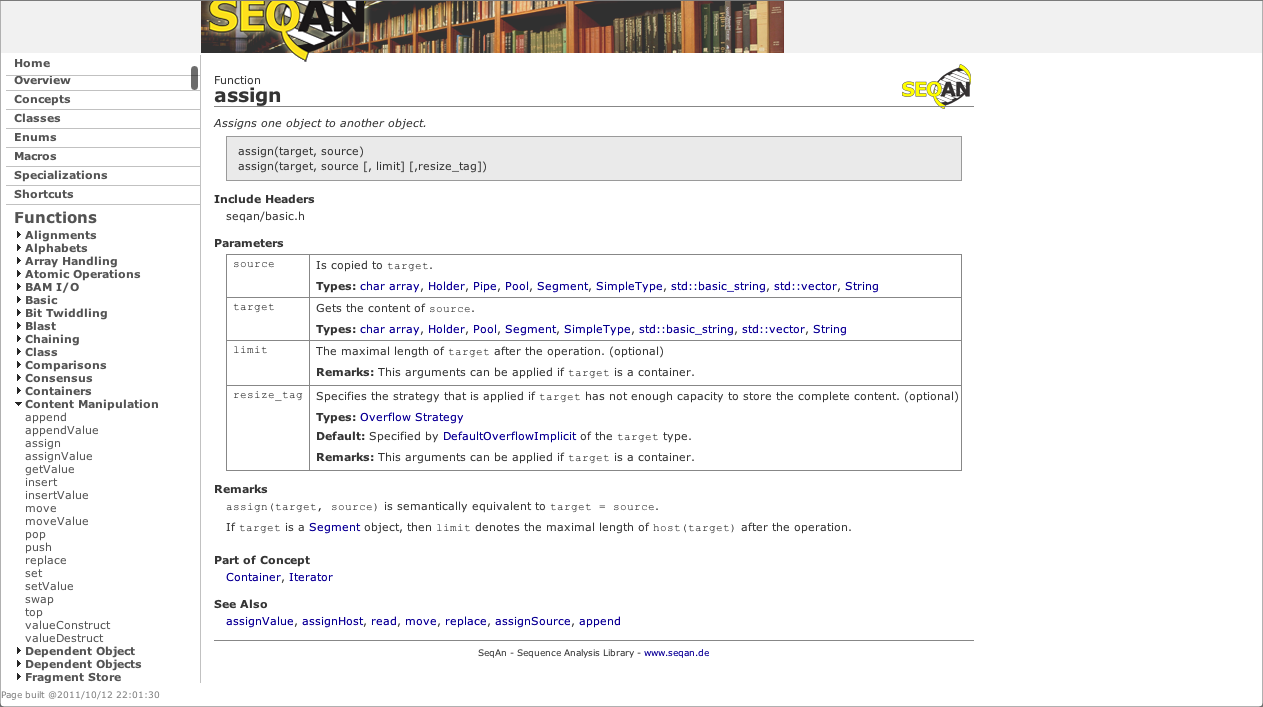 SEQAN
Home
Overview
Concepts
Classes
Enums
Macros
Specializations
Shortcuts
Functions
Alignments
Alphabets
Array Handling
Atomic Operations
BAM I/O
Basic
Bit Twiddling
Blast
Chaining
Class
Comparisons
Consensus
Containers
Content Manipulation
append
appendValue
assign
assignValue
getValue
insert
insertValue
move
moveValue
pop
push
replace
set
setValue
swap
top
valueConstruct
valueDestruct
Dependent Object
Dependent Objects
Fragment Store
Page built @2011/10/12 22:01:30
Function
assign
SEQAN
Assigns one object to another object.
assign(target, source)
assign(target, source [, limit] [,resize_tag])
Include Headers
seqan/basic.h
Parameters
source
Is copied to target.
Types: char array, Holder, Pipe, Pool, Segment, SimpleType, std::basic_string, std::vector, String
target
Gets the content of source.
Types: char array, Holder, Pool, Segment, SimpleType, std::basic_string, std::vector, String
limit
The maximal length of target after the operation. (optional)
Remarks: This arguments can be applied if target is a container.
resize_tag
Specifies the strategy that is applied if target has not enough capacity to store the complete content. (optional)
Types: Overflow Strategy
Default: Specified by DefaultOverflowImplicit of the target type.
Remarks: This arguments can be applied if target is a container.
Remarks
assign(target, source) is semantically equivalent to target = source.
If target is a Segment object, then limit denotes the maximal length of host(target) after the operation.
Part of Concept
Container, Iterator
See Also
assignValue, assignHost, read, move, replace, assignSource, append
SeqAn - Sequence Analysis Library - www.seqan.de